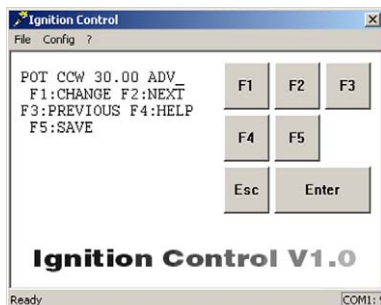 Ignition Control
File Config ?
POT CCW 30.00 ADV_
F1:CHANGE F2:NEXT
F3:PREVIOUS F4:HELP
F5:SAVE
F1 F2 F3
F4 F5
Esc Enter
Ignition Control V1.0
Ready COM1: